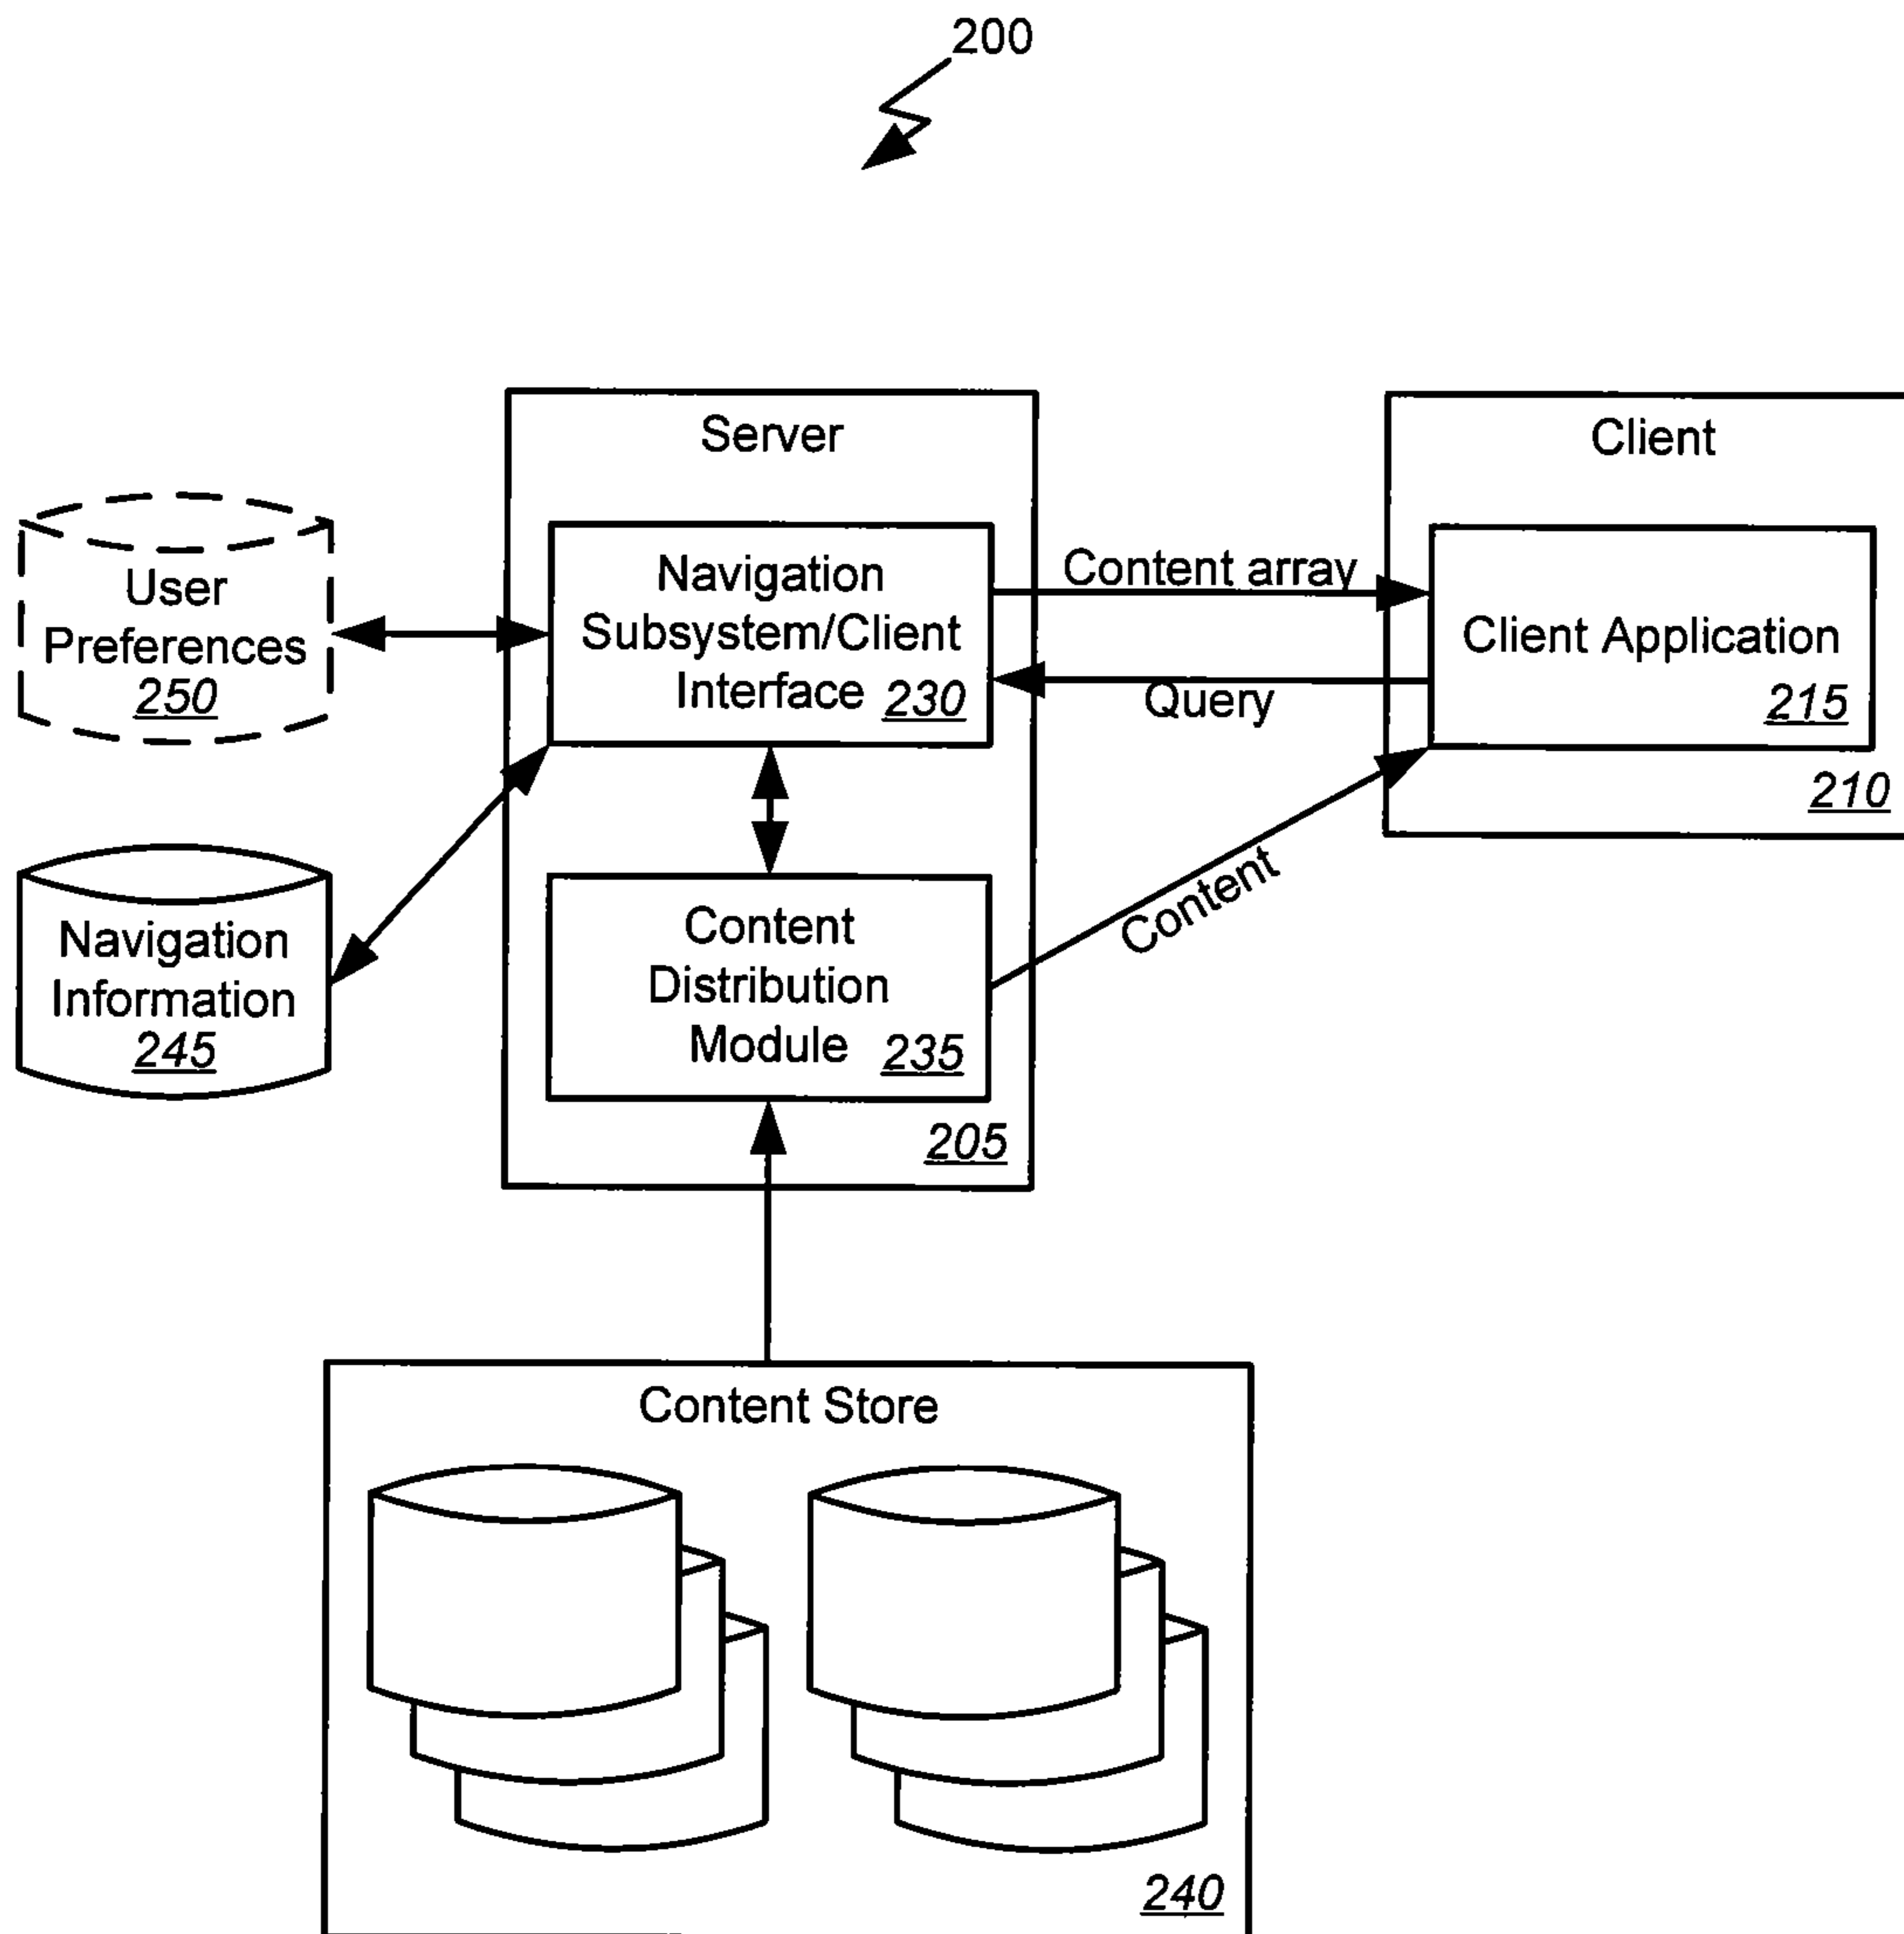 200
Server
Client
User
Preferences
250
Navigation
Subsystem/Client
Interface 230
Content array
Query
Client Application
215
210
Navigation
Information
245
Content
Distribution
Module 235
Content
205
Content Store
240